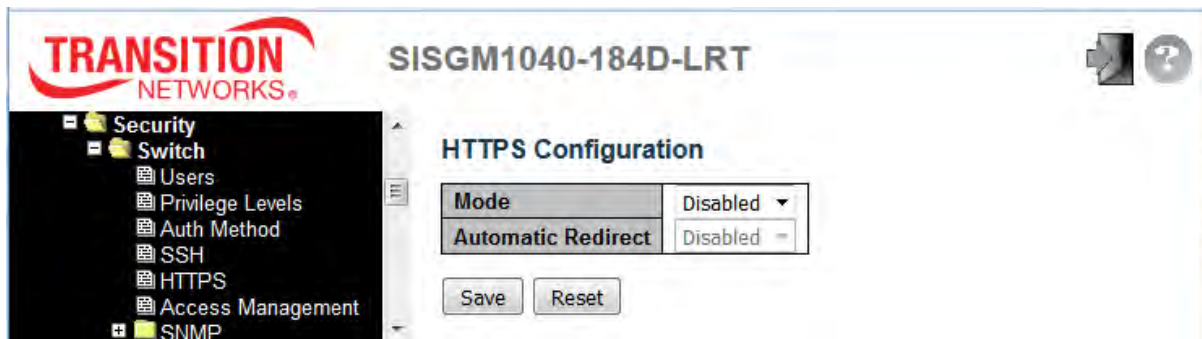 TRANSITION
NETWORKS®
SISGM1040-184D-LRT
?
Security
Switch
Users
Privilege Levels
Auth Method
SSH
HTTPS
Access Management
SNMP
HTTPS Configuration
Mode Disabled
Automatic Redirect Disabled
Save Reset